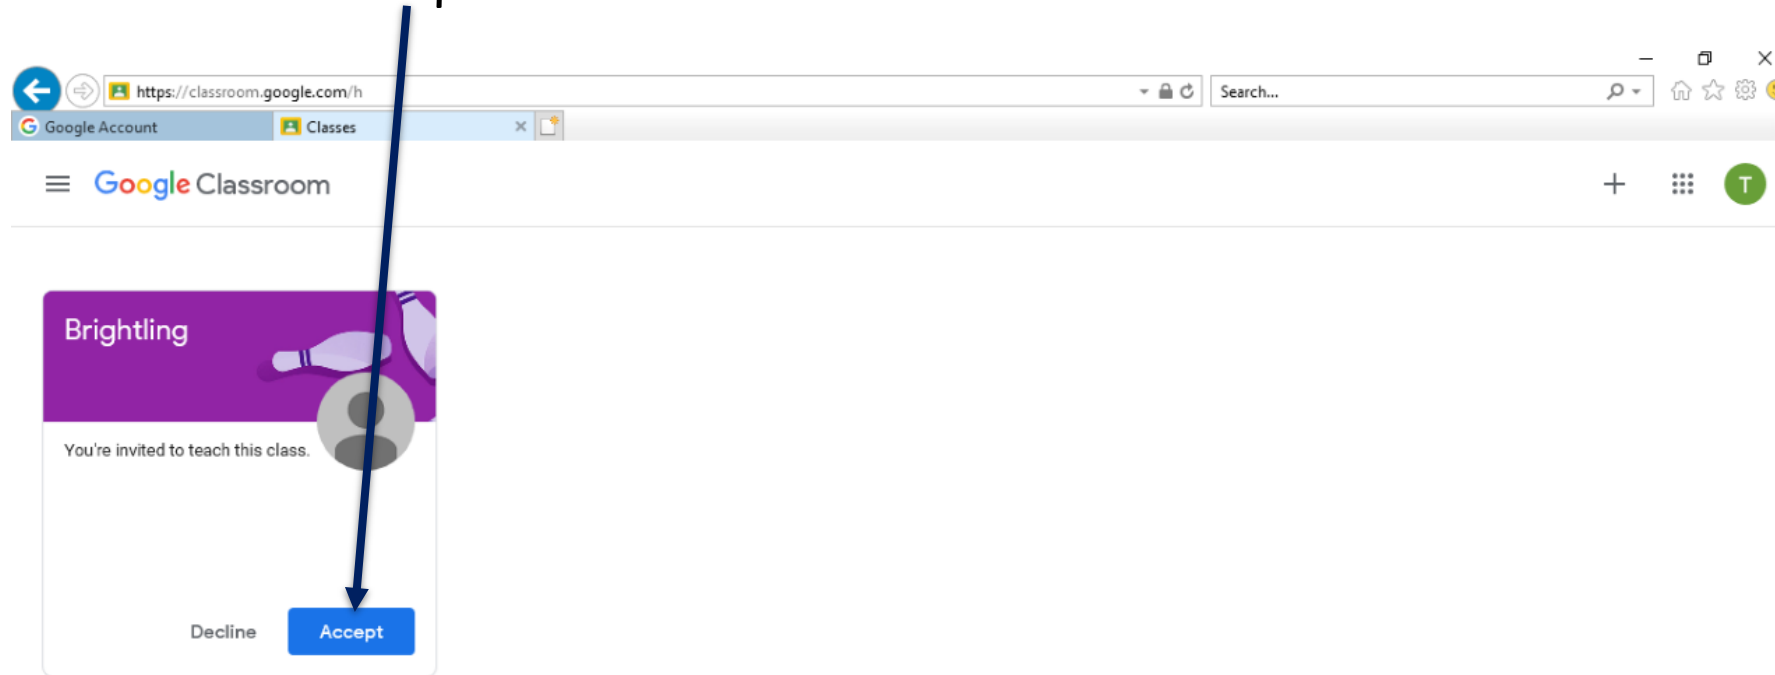 https://classroom.google.com/h
Search...
Google Account
Classes
Google Classroom
T
Brightling
You're invited to teach this class.
Decline
Accept